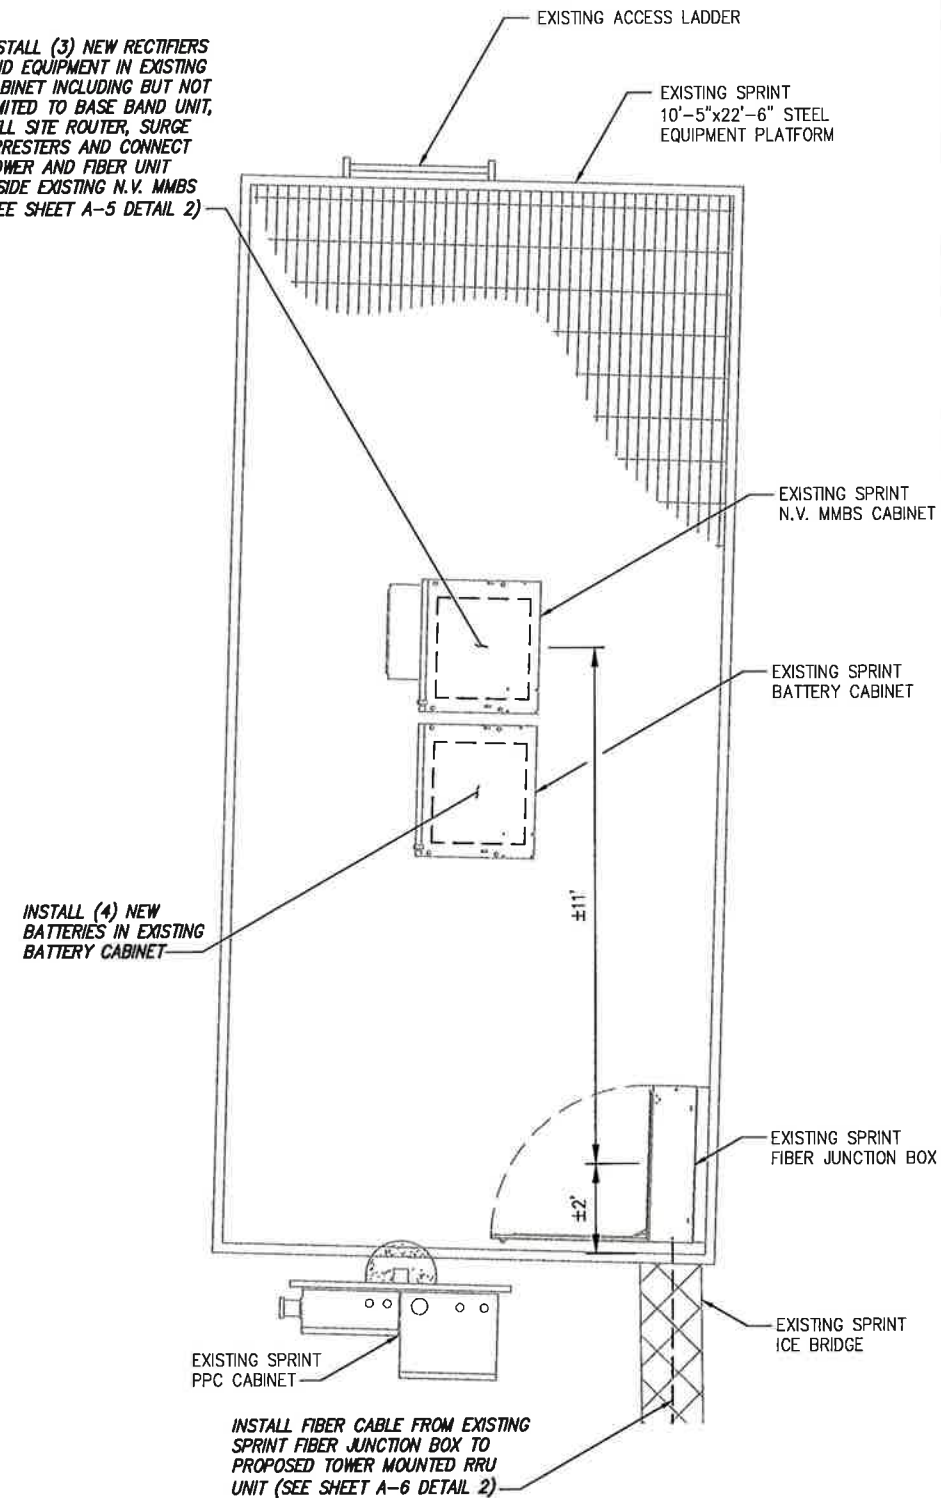 EXISTING ACCESS LADDER
STALL (3) NEW RECTIFIERS
ND EQUIPMENT IN EXISTING
ABINET INCLUDING BUT NOT
MITED TO BASE BAND UNIT,
LL SITE ROUTER, SURGE
RRESTERS AND CONNECT
OWER AND FIBER UNIT
SIDE EXISTING N.V. MMBS
EE SHEET A-5 DETAIL 2)
EXISTING SPRINT
10'-5"x22'-6" STEEL
EQUIPMENT PLATFORM
EXISTING SPRINT
N.V. MMBS CABINET
EXISTING SPRINT
BATTERY CABINET
±11'
INSTALL (4) NEW
BATTERIES IN EXISTING
BATTERY CABINET
EXISTING SPRINT
FIBER JUNCTION BOX
±2'
EXISTING SPRINT
ICE BRIDGE
EXISTING SPRINT
PPC CABINET
INSTALL FIBER CABLE FROM EXISTING
SPRINT FIBER JUNCTION BOX TO
PROPOSED TOWER MOUNTED RRU
UNIT (SEE SHEET A-6 DETAIL 2)